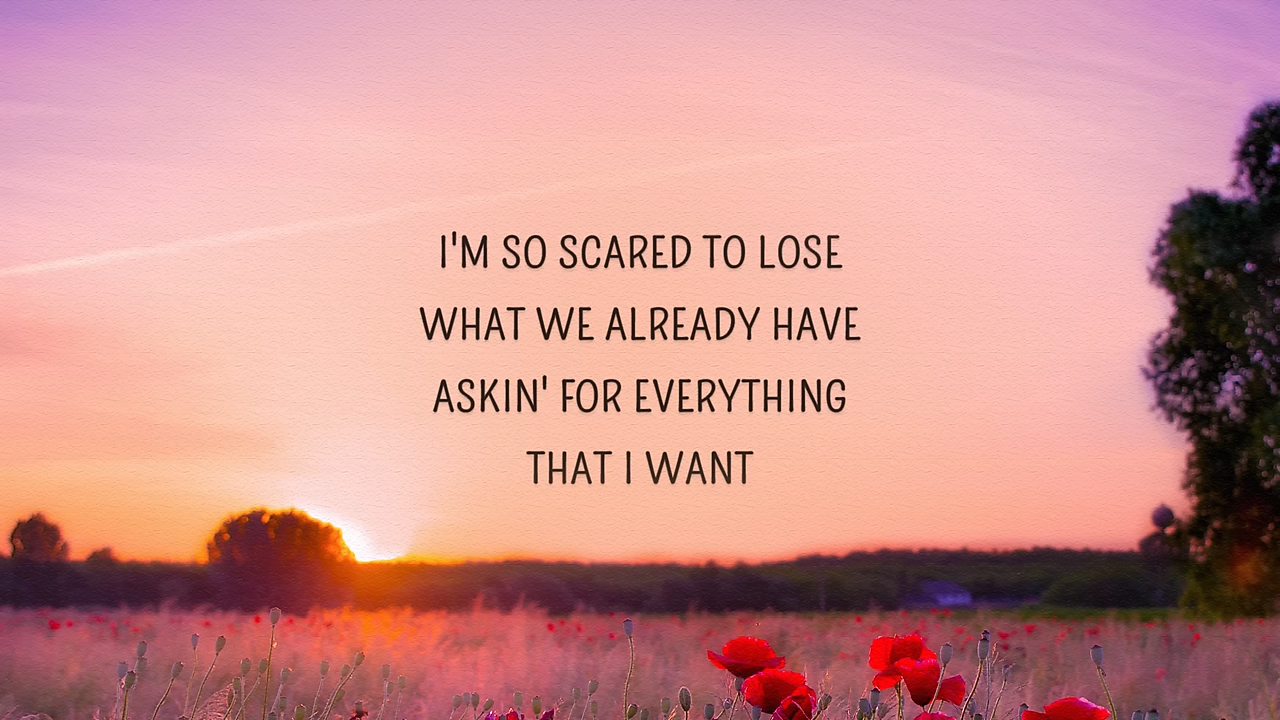 I'M SO SCARED TO LOSE
WHAT WE ALREADY HAVE
ASKIN' FOR EVERYTHING
THAT I WANT